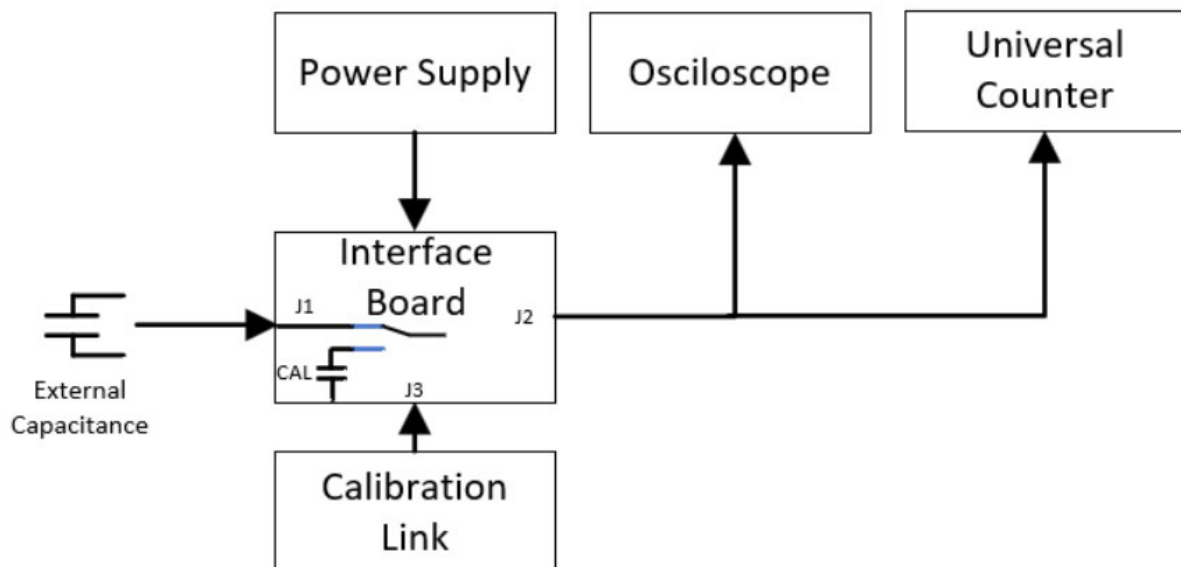 Power Supply
Osciloscope
Universal
Counter
Interface
Board
J1
J2
CAL
J3
External
Capacitance
Calibration
Link